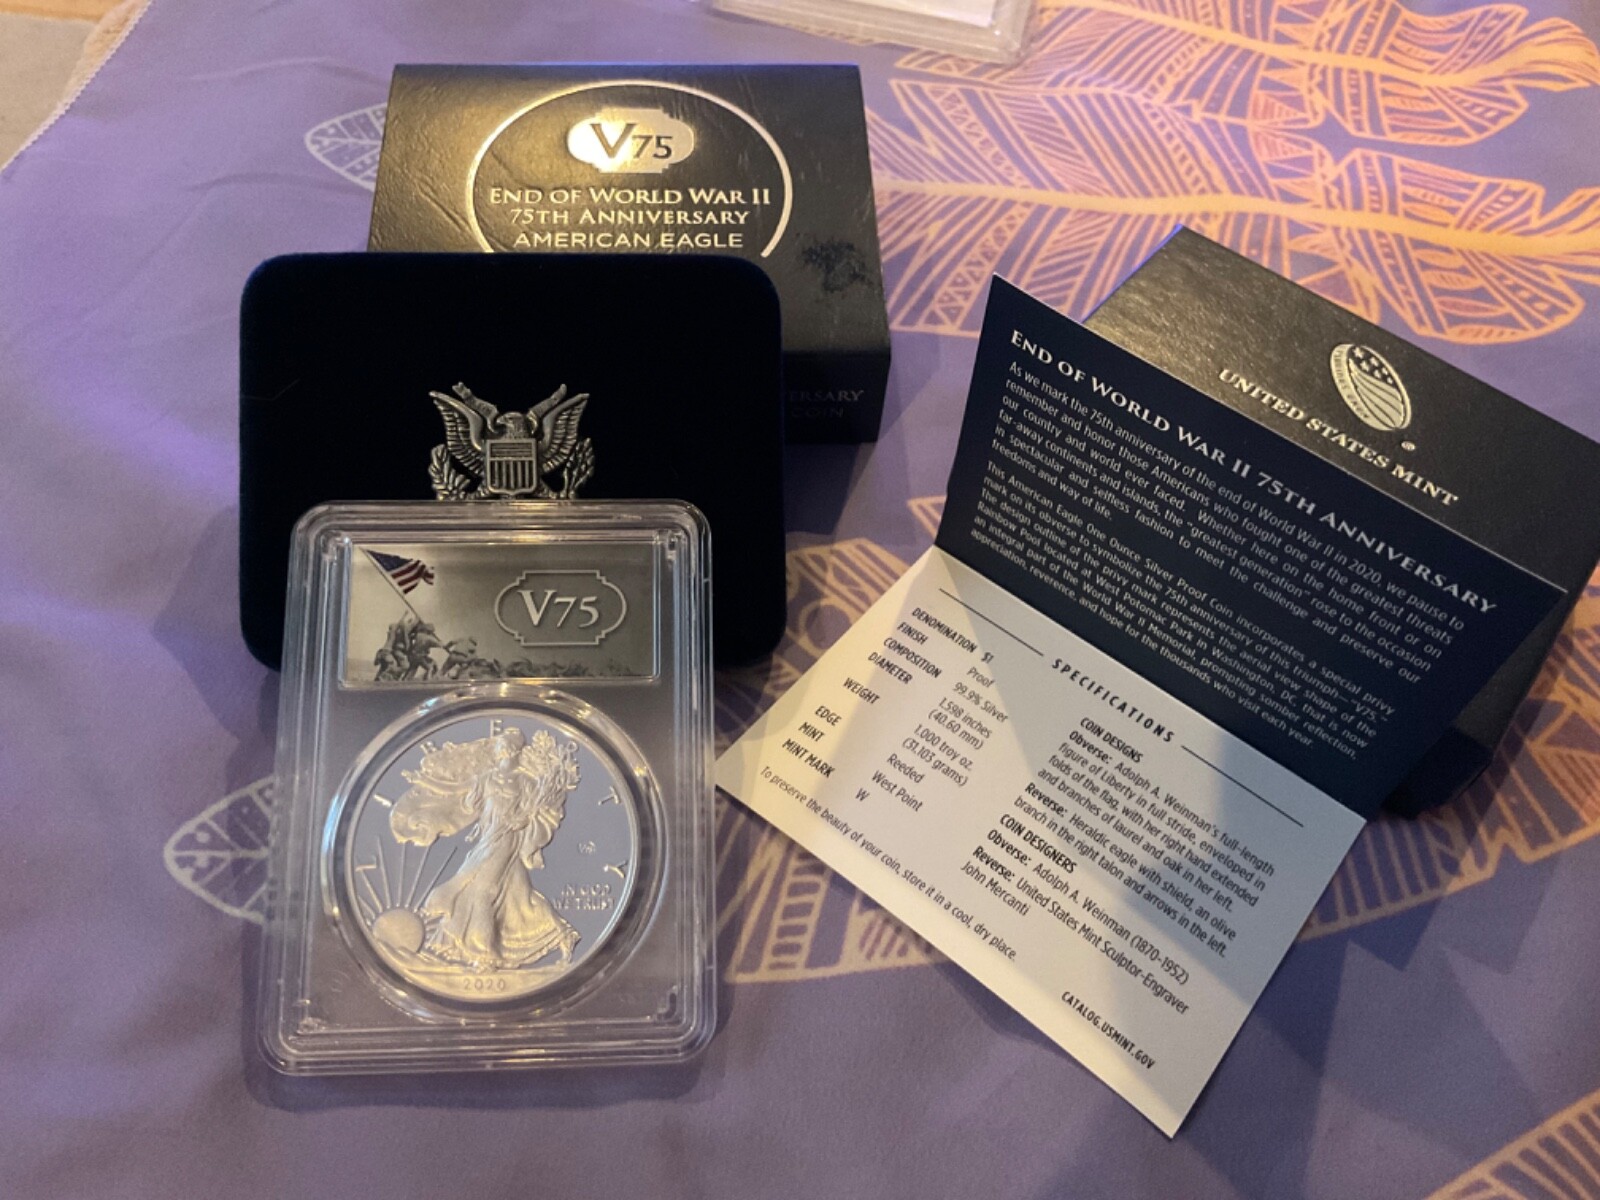 V75
END OF WORLD WAR II
75TH ANNIVERSARY
AMERICAN EAGLE
ERSARY
COIN
UNITED STATES MINT
END OF WORLD WAR II 75TH ANNIVERSARY
As we mark the 75th anniversary of the end of World War II in 2020, we pause to
remember and honor those Americans who fought one of the greatest threats
our country and world ever faced. Whether here on the home front or on
far-away continents and islands, the "greatest generation" rose to the occasion
in spectacular and selfless fashion to meet the challenge and preserve our
freedoms and way of life.
This American Eagle One Ounce Silver Proof Coin incorporates a special privy
mark on its obverse to symbolize the 75th anniversary of this triumph—"V75."
The design outline of the privy mark represents the aerial view shape of the
Rainbow Pool located at West Potomac Park in Washington, DC, that is now
an integral part of the World War II Memorial, prompting somber reflection,
appreciation, reverence, and hope for the thousands who visit each year.
SPECIFICATIONS
DENOMINATION $1
FINISH Proof
COMPOSITION 99.9% Silver
DIAMETER 1.598 inches
(40.60 mm)
WEIGHT 1.000 troy oz.
(31.103 grams)
EDGE Reeded
MINT West Point
MINT MARK W
COIN DESIGNS
Obverse: Adolph A. Weinman's full-length
figure of Liberty in full stride, enveloped in
folds of the flag, with her right hand extended
and branches of laurel and oak in her left.
Reverse: Heraldic eagle with shield, an olive
branch in the right talon and arrows in the left.
COIN DESIGNERS
Obverse: Adolph A. Weinman (1870-1952)
Reverse: United States Mint Sculptor-Engraver
John Mercanti
To preserve the beauty of your coin, store it in a cool, dry place.
CATALOG.USMINT.GOV
V75
LIBERTY
IN GOD
WE TRUST
2020